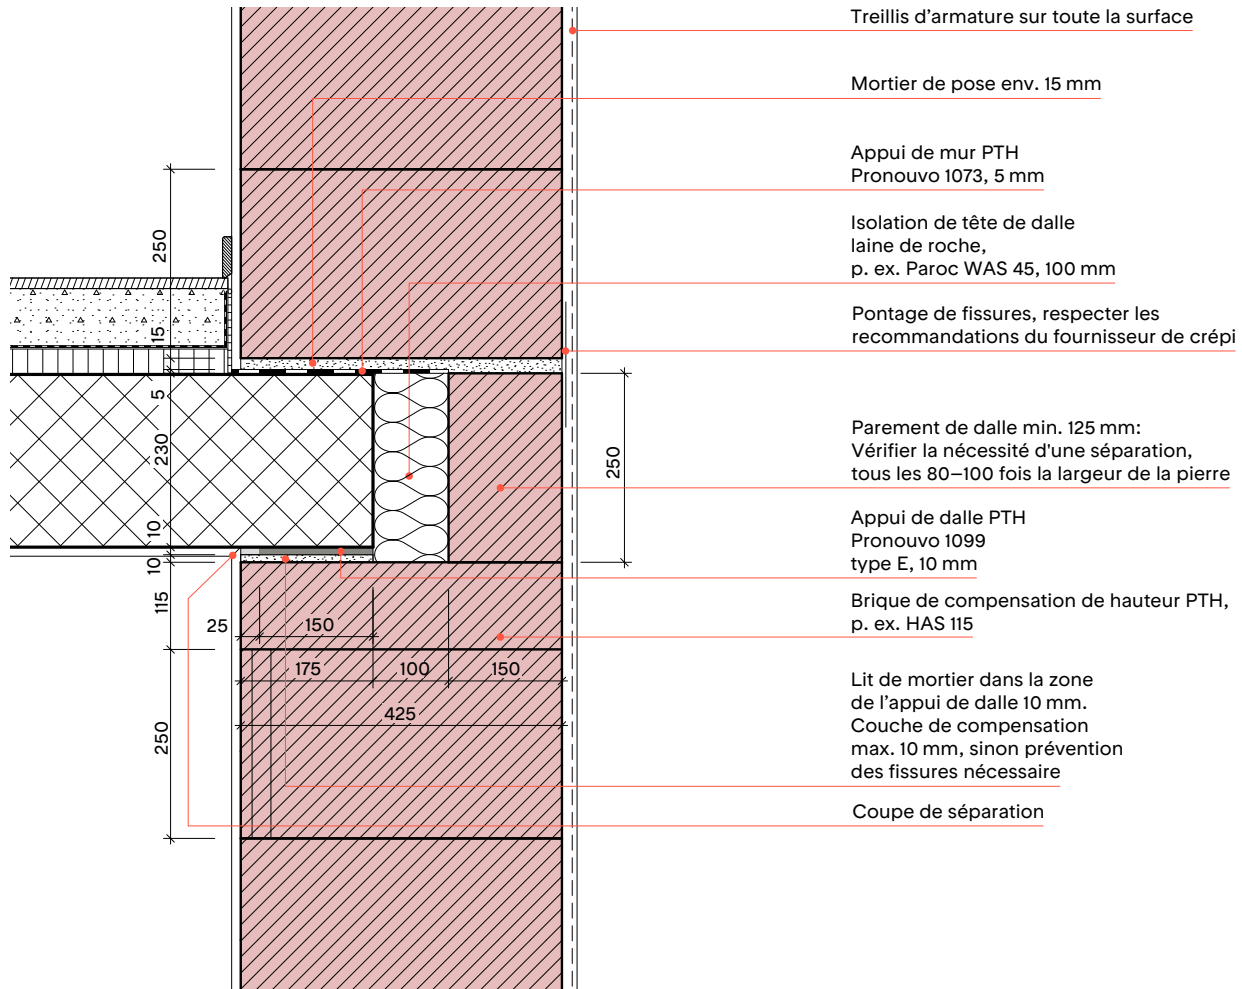 Treillis d’armature sur toute la surface
Mortier de pose env. 15 mm
Appui de mur PTH
Pronouvo 1073, 5 mm
Isolation de tête de dalle
laine de roche,
p. ex. Paroc WAS 45, 100 mm
Pontage de fissures, respecter les
recommandations du fournisseur de crépi
Parement de dalle min. 125 mm:
Vérifier la nécessité d'une séparation,
tous les 80–100 fois la largeur de la pierre
Appui de dalle PTH
Pronouvo 1099
type E, 10 mm
Brique de compensation de hauteur PTH,
p. ex. HAS 115
Lit de mortier dans la zone
de l’appui de dalle 10 mm.
Couche de compensation
max. 10 mm, sinon prévention
des fissures nécessaire
Coupe de séparation
250
15
5
230
10
10
115
250
250
25
150
175
100
150
425